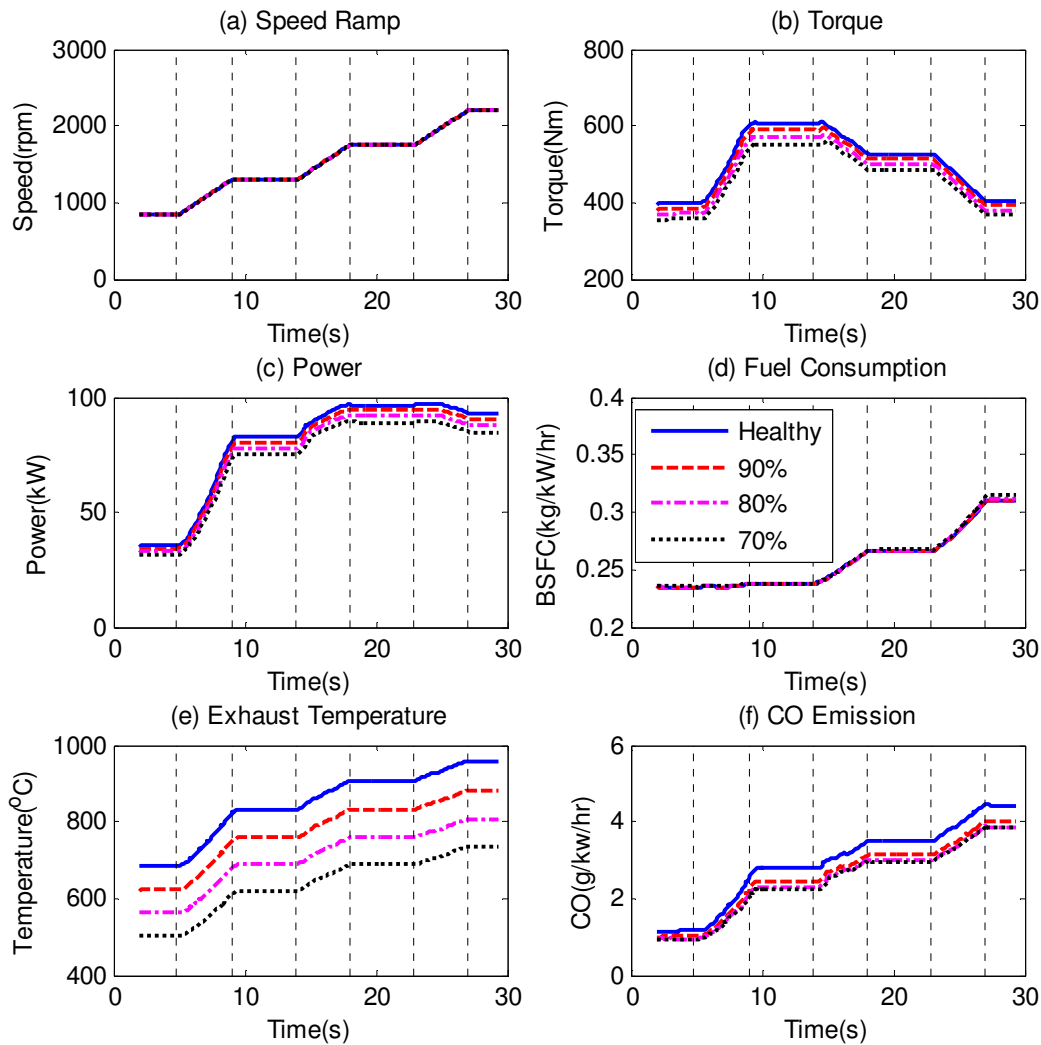 (a) Speed Ramp
3000
2000
1000
0
Speed(rpm)
0 10 20 30
Time(s)
(b) Torque
800
600
400
200
Torque(Nm)
0 10 20 30
Time(s)
(c) Power
100
50
0
Power(kW)
0 10 20 30
Time(s)
(d) Fuel Consumption
0.4
0.35
0.3
0.25
0.2
BSFC(kg/kW/hr)
Healthy
90%
80%
70%
0 10 20 30
Time(s)
(e) Exhaust Temperature
1000
800
600
400
Temperature(ºC)
0 10 20 30
Time(s)
(f) CO Emission
6
4
2
0
CO(g/kw/hr)
0 10 20 30
Time(s)